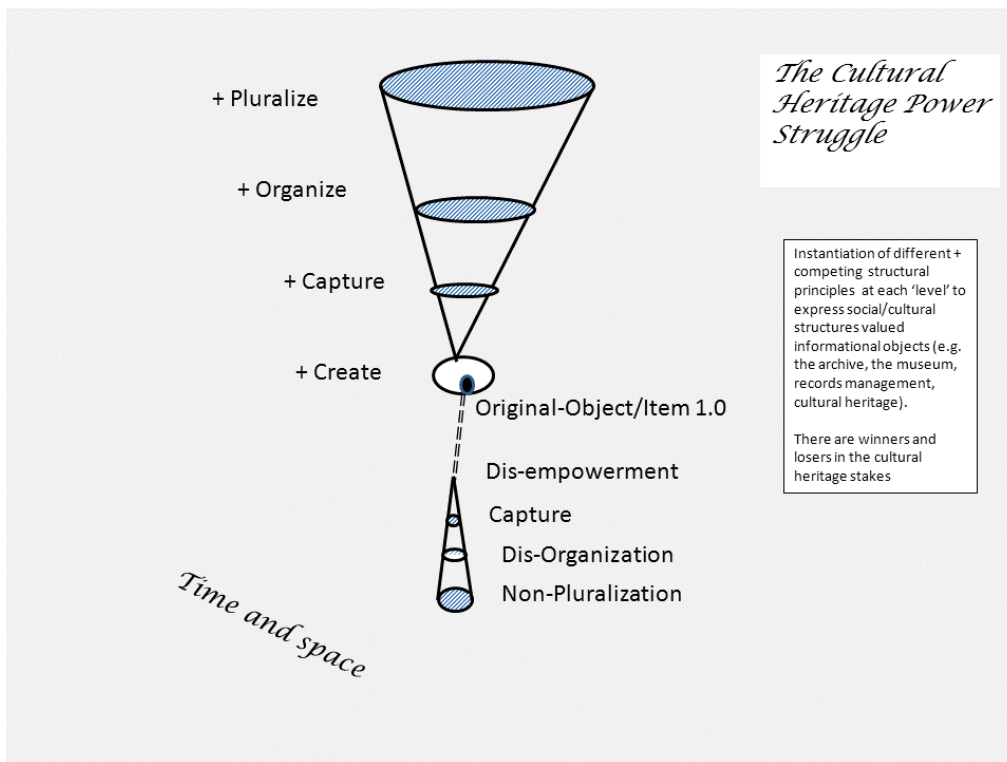 The Cultural
Heritage Power
Struggle
+ Pluralize
+ Organize
+ Capture
+ Create
Original-Object/Item 1.0
Dis-empowerment
Capture
Dis-Organization
Non-Pluralization
Time and space
Instantiation of different +
competing structural
principles at each ‘level’ to
express social/cultural
structures valued
informational objects (e.g.
the archive, the museum,
records management,
cultural heritage).
There are winners and
losers in the cultural
heritage stakes